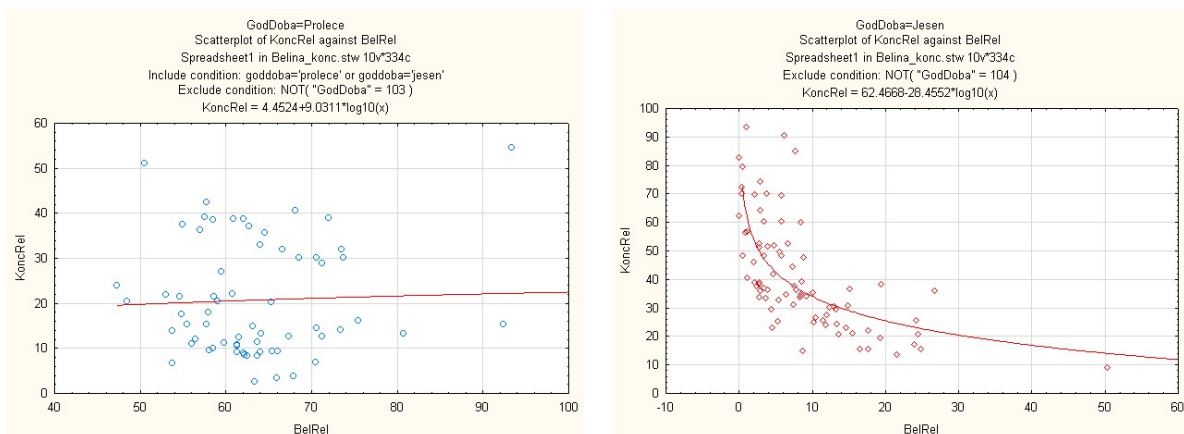 GodDoba=Prolece
Scatterplot of KoncRel against BelRel
Spreadsheet1 in Belina_konc.stw 10v*334c
Include condition: goddoba='prolece' or goddoba='jesen'
Exclude condition: NOT( "GodDoba" = 103 )
KoncRel = 4.4524+9.0311*log10(x)
60
50
40
30
20
10
0
KoncRel
40 50 60 70 80 90 100
BelRel
GodDoba=Jesen
Scatterplot of KoncRel against BelRel
Spreadsheet1 in Belina_konc.stw 10v*334c
Exclude condition: NOT( "GodDoba" = 104 )
KoncRel = 62.4668-28.4552*log10(x)
100
90
80
70
60
50
40
30
20
10
0
KoncRel
-10 0 10 20 30 40 50 60
BelRel